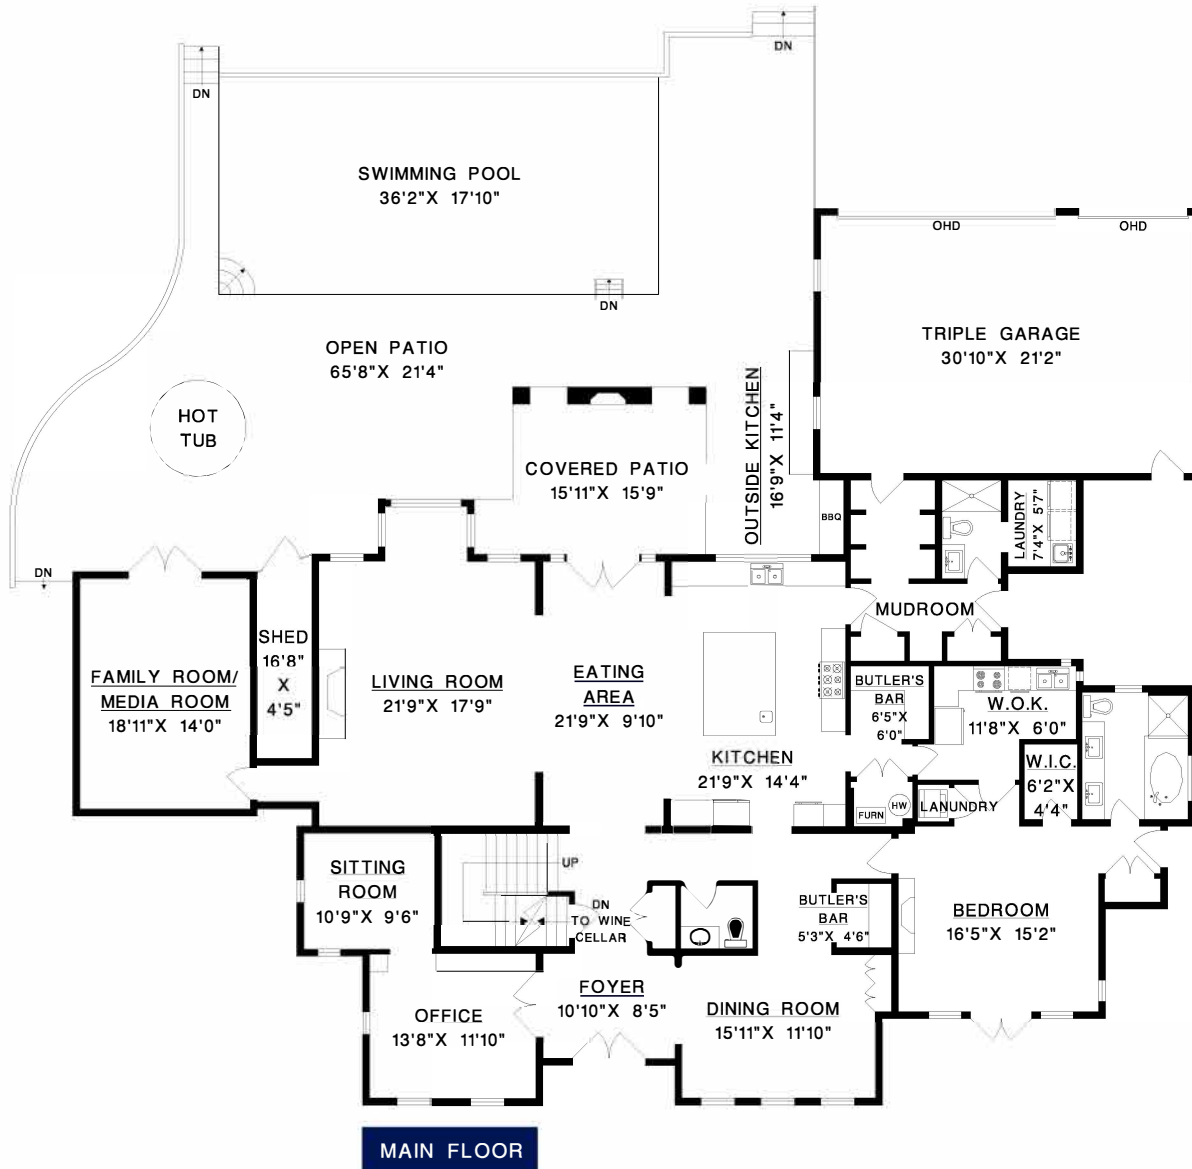 DN
DN
SWIMMING POOL
36'2"X 17'10"
OHD
OHD
DN
TRIPLE GARAGE
30'10"X 21'2"
OPEN PATIO
65'8"X 21'4"
HOT
TUB
OUTSIDE KITCHEN
16'9"X 11'4"
COVERED PATIO
15'11"X 15'9"
BBQ
LAUNDRY
7'4"X 5'7"
DN
MUDROOM
SHED
16'8"
X
4'5"
FAMILY ROOM/
MEDIA ROOM
18'11"X 14'0"
LIVING ROOM
21'9"X 17'9"
EATING
AREA
21'9"X 9'10"
BUTLER'S
BAR
6'5"X
6'0"
W.O.K.
11'8"X 6'0"
KITCHEN
21'9"X 14'4"
W.I.C.
6'2"X
4'4"
HW
FURN
LANUNDRY
UP
SITTING
ROOM
10'9"X 9'6"
DN
TO WINE
CELLAR
BUTLER'S
BAR
5'3"X 4'6"
BEDROOM
16'5"X 15'2"
FOYER
10'10"X 8'5"
OFFICE
13'8"X 11'10"
DINING ROOM
15'11"X 11'10"
MAIN FLOOR